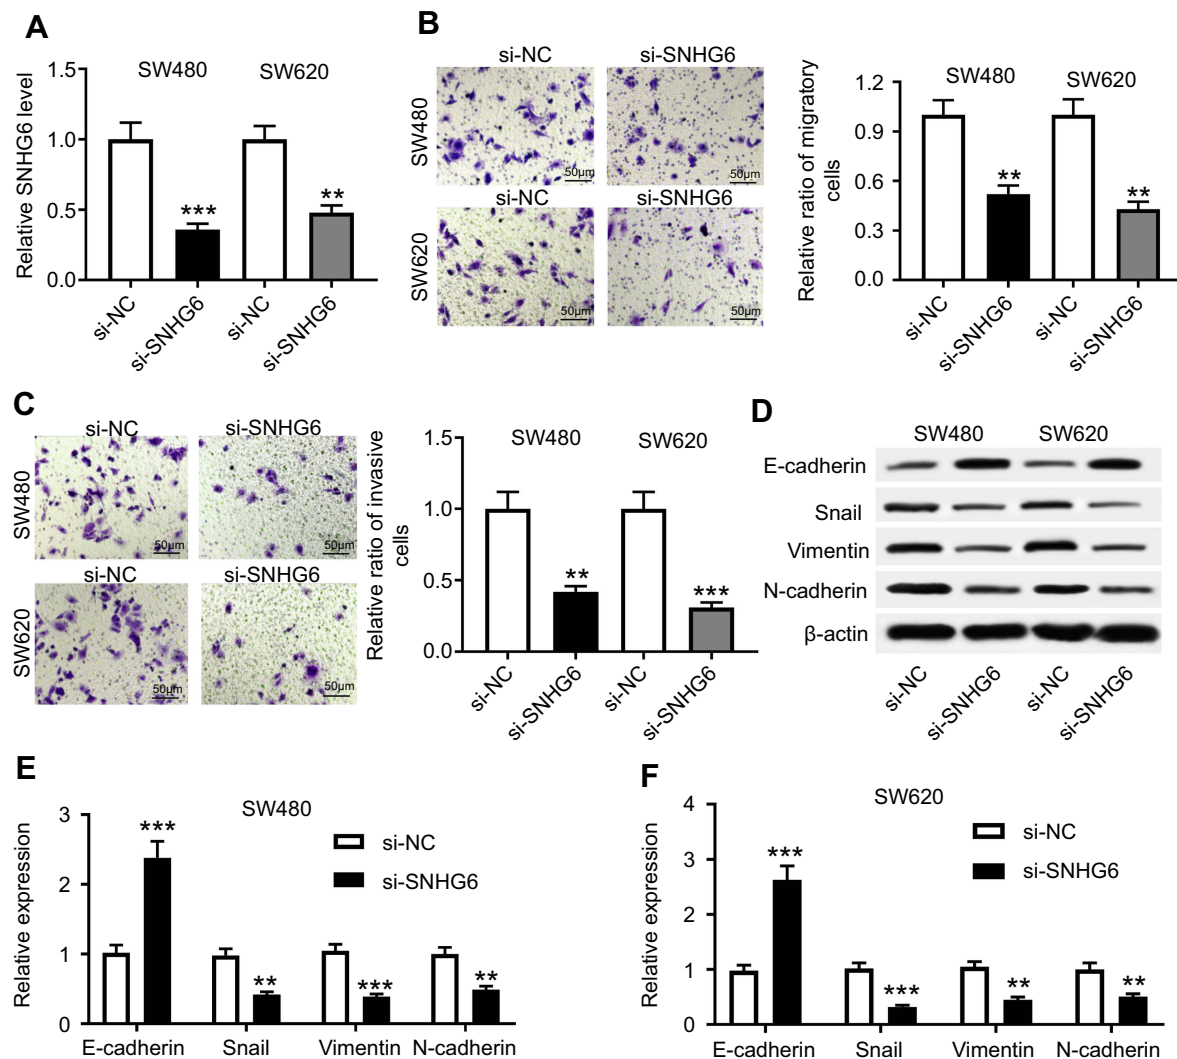 A
SW480
SW620
Relative SNHG6 level
1.5
1.0
0.5
0.0
***
**
si-NC
si-SNHG6
si-NC
si-SNHG6
B
si-NC
si-SNHG6
SW480
50μm
50μm
si-NC
si-SNHG6
SW620
50μm
50μm
SW480
SW620
Relative ratio of migratory
cells
1.2
0.9
0.6
0.3
0.0
**
**
si-NC
si-SNHG6
si-NC
si-SNHG6
C
si-NC
si-SNHG6
SW480
50μm
50μm
si-NC
si-SNHG6
SW620
50μm
50μm
SW480
SW620
Relative ratio of invasive
cells
1.5
1.0
0.5
0.0
**
***
si-NC
si-SNHG6
si-NC
si-SNHG6
D
SW480
SW620
E-cadherin
Snail
Vimentin
N-cadherin
β-actin
si-NC
si-SNHG6
si-NC
si-SNHG6
E
SW480
Relative expression
3
2
1
0
si-NC
si-SNHG6
***
**
***
**
E-cadherin
Snail
Vimentin
N-cadherin
F
SW620
Relative expression
4
3
2
1
0
si-NC
si-SNHG6
***
***
**
**
E-cadherin
Snail
Vimentin
N-cadherin